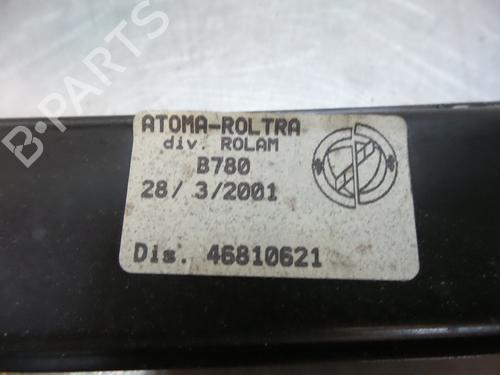 B-PARTS
ATOMA-ROLTRA
div. ROLAM
B780
28/ 3/2001
Dis. 46810621